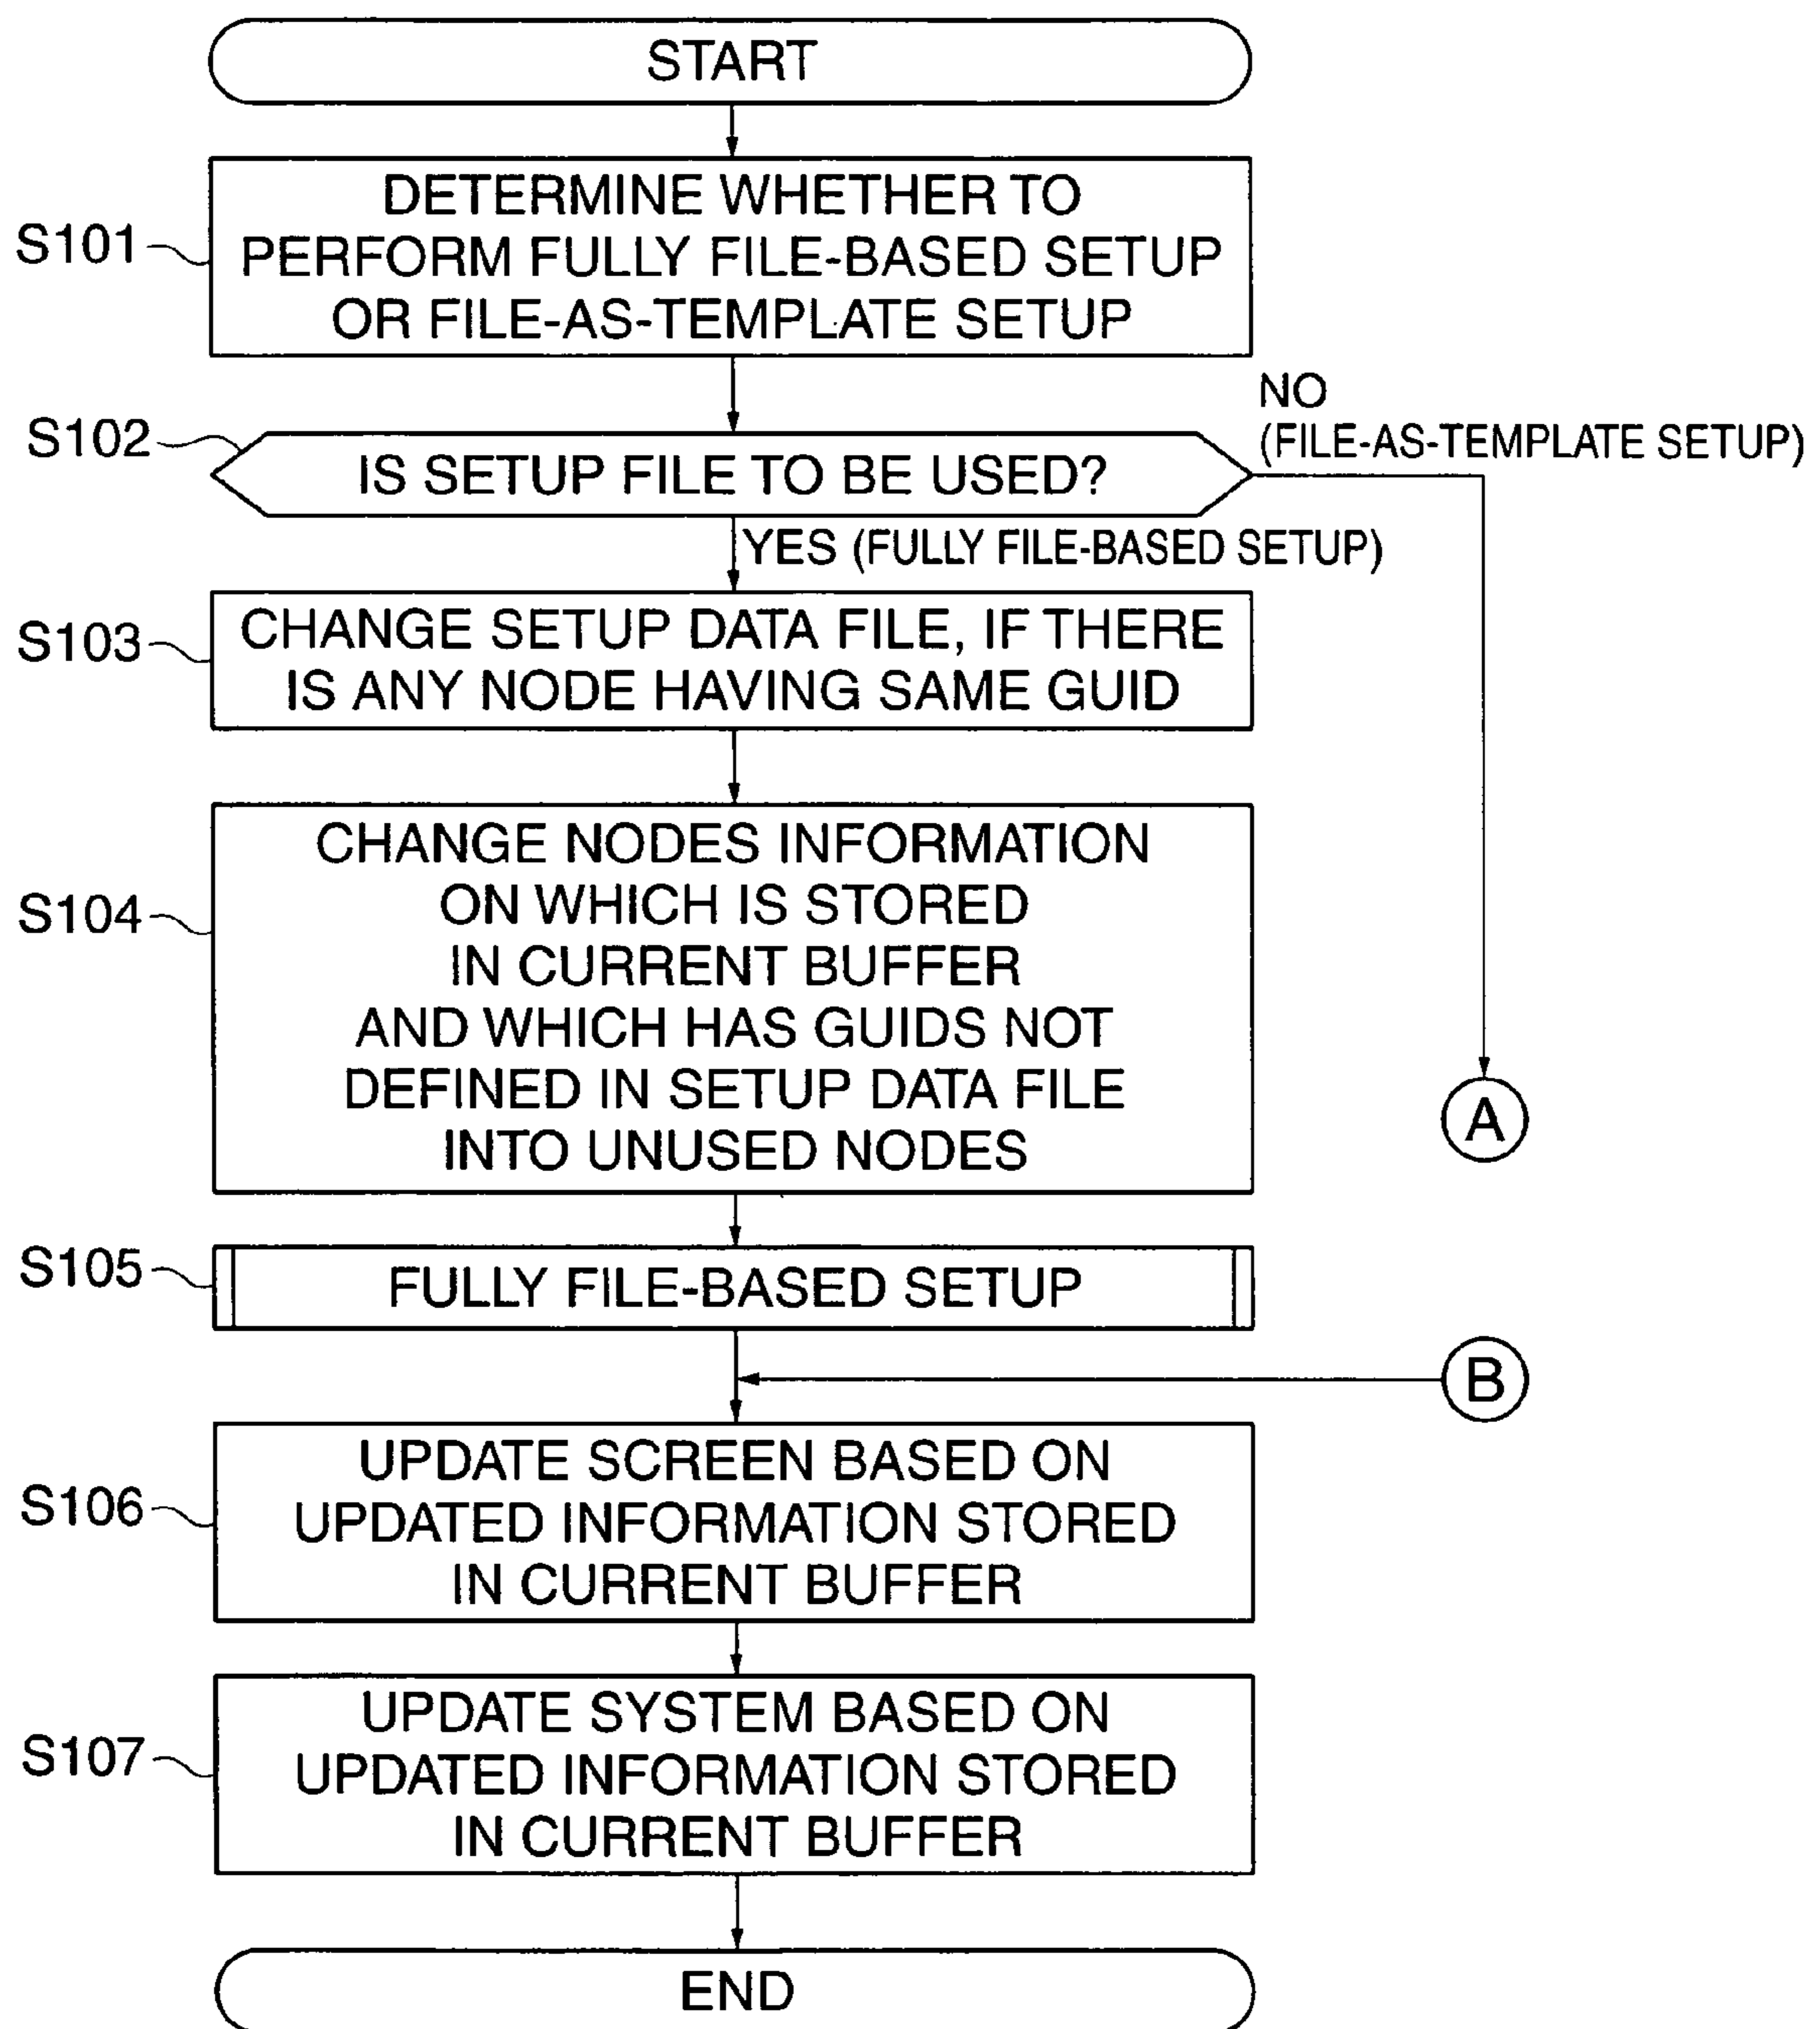 START
S101
DETERMINE WHETHER TO
PERFORM FULLY FILE-BASED SETUP
OR FILE-AS-TEMPLATE SETUP
NO
(FILE-AS-TEMPLATE SETUP)
S102
IS SETUP FILE TO BE USED?
YES (FULLY FILE-BASED SETUP)
S103
CHANGE SETUP DATA FILE, IF THERE
IS ANY NODE HAVING SAME GUID
S104
CHANGE NODES INFORMATION
ON WHICH IS STORED
IN CURRENT BUFFER
AND WHICH HAS GUIDS NOT
DEFINED IN SETUP DATA FILE
INTO UNUSED NODES
A
S105
FULLY FILE-BASED SETUP
B
S106
UPDATE SCREEN BASED ON
UPDATED INFORMATION STORED
IN CURRENT BUFFER
S107
UPDATE SYSTEM BASED ON
UPDATED INFORMATION STORED
IN CURRENT BUFFER
END